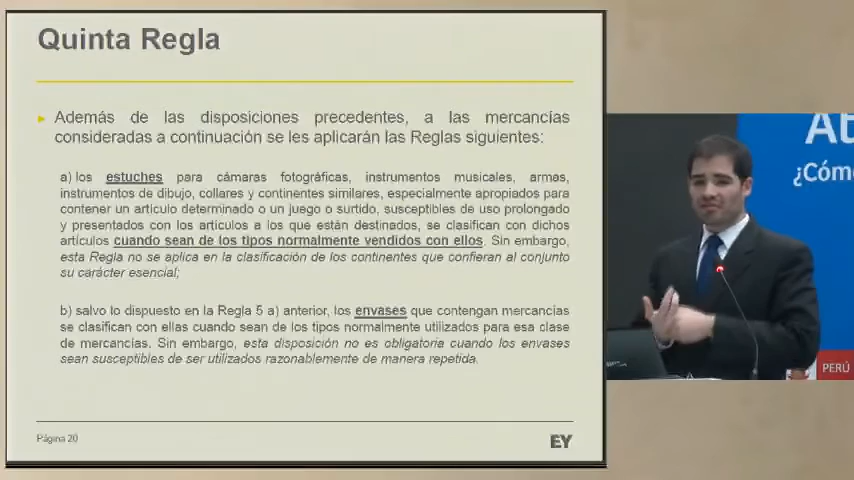 Quinta Regla
► Además de las disposiciones precedentes, a las mercancías
consideradas a continuación se les aplicarán las Reglas siguientes:
a) los estuches para cámaras fotográficas, instrumentos musicales, armas,
instrumentos de dibujo, collares y continentes similares, especialmente apropiados para
contener un artículo determinado o un juego o surtido, susceptibles de uso prolongado
y presentados con los artículos a los que están destinados, se clasifican con dichos
artículos cuando sean de los tipos normalmente vendidos con ellos. Sin embargo,
esta Regla no se aplica en la clasificación de los continentes que confieran al conjunto
su carácter esencial;
b) salvo lo dispuesto en la Regla 5 a) anterior, los envases que contengan mercancías
se clasifican con ellas cuando sean de los tipos normalmente utilizados para esa clase
de mercancías. Sin embargo, esta disposición no es obligatoria cuando los envases
sean susceptibles de ser utilizados razonablemente de manera repetida.
Página 20
EY
At
¿Cómo
PERÚ